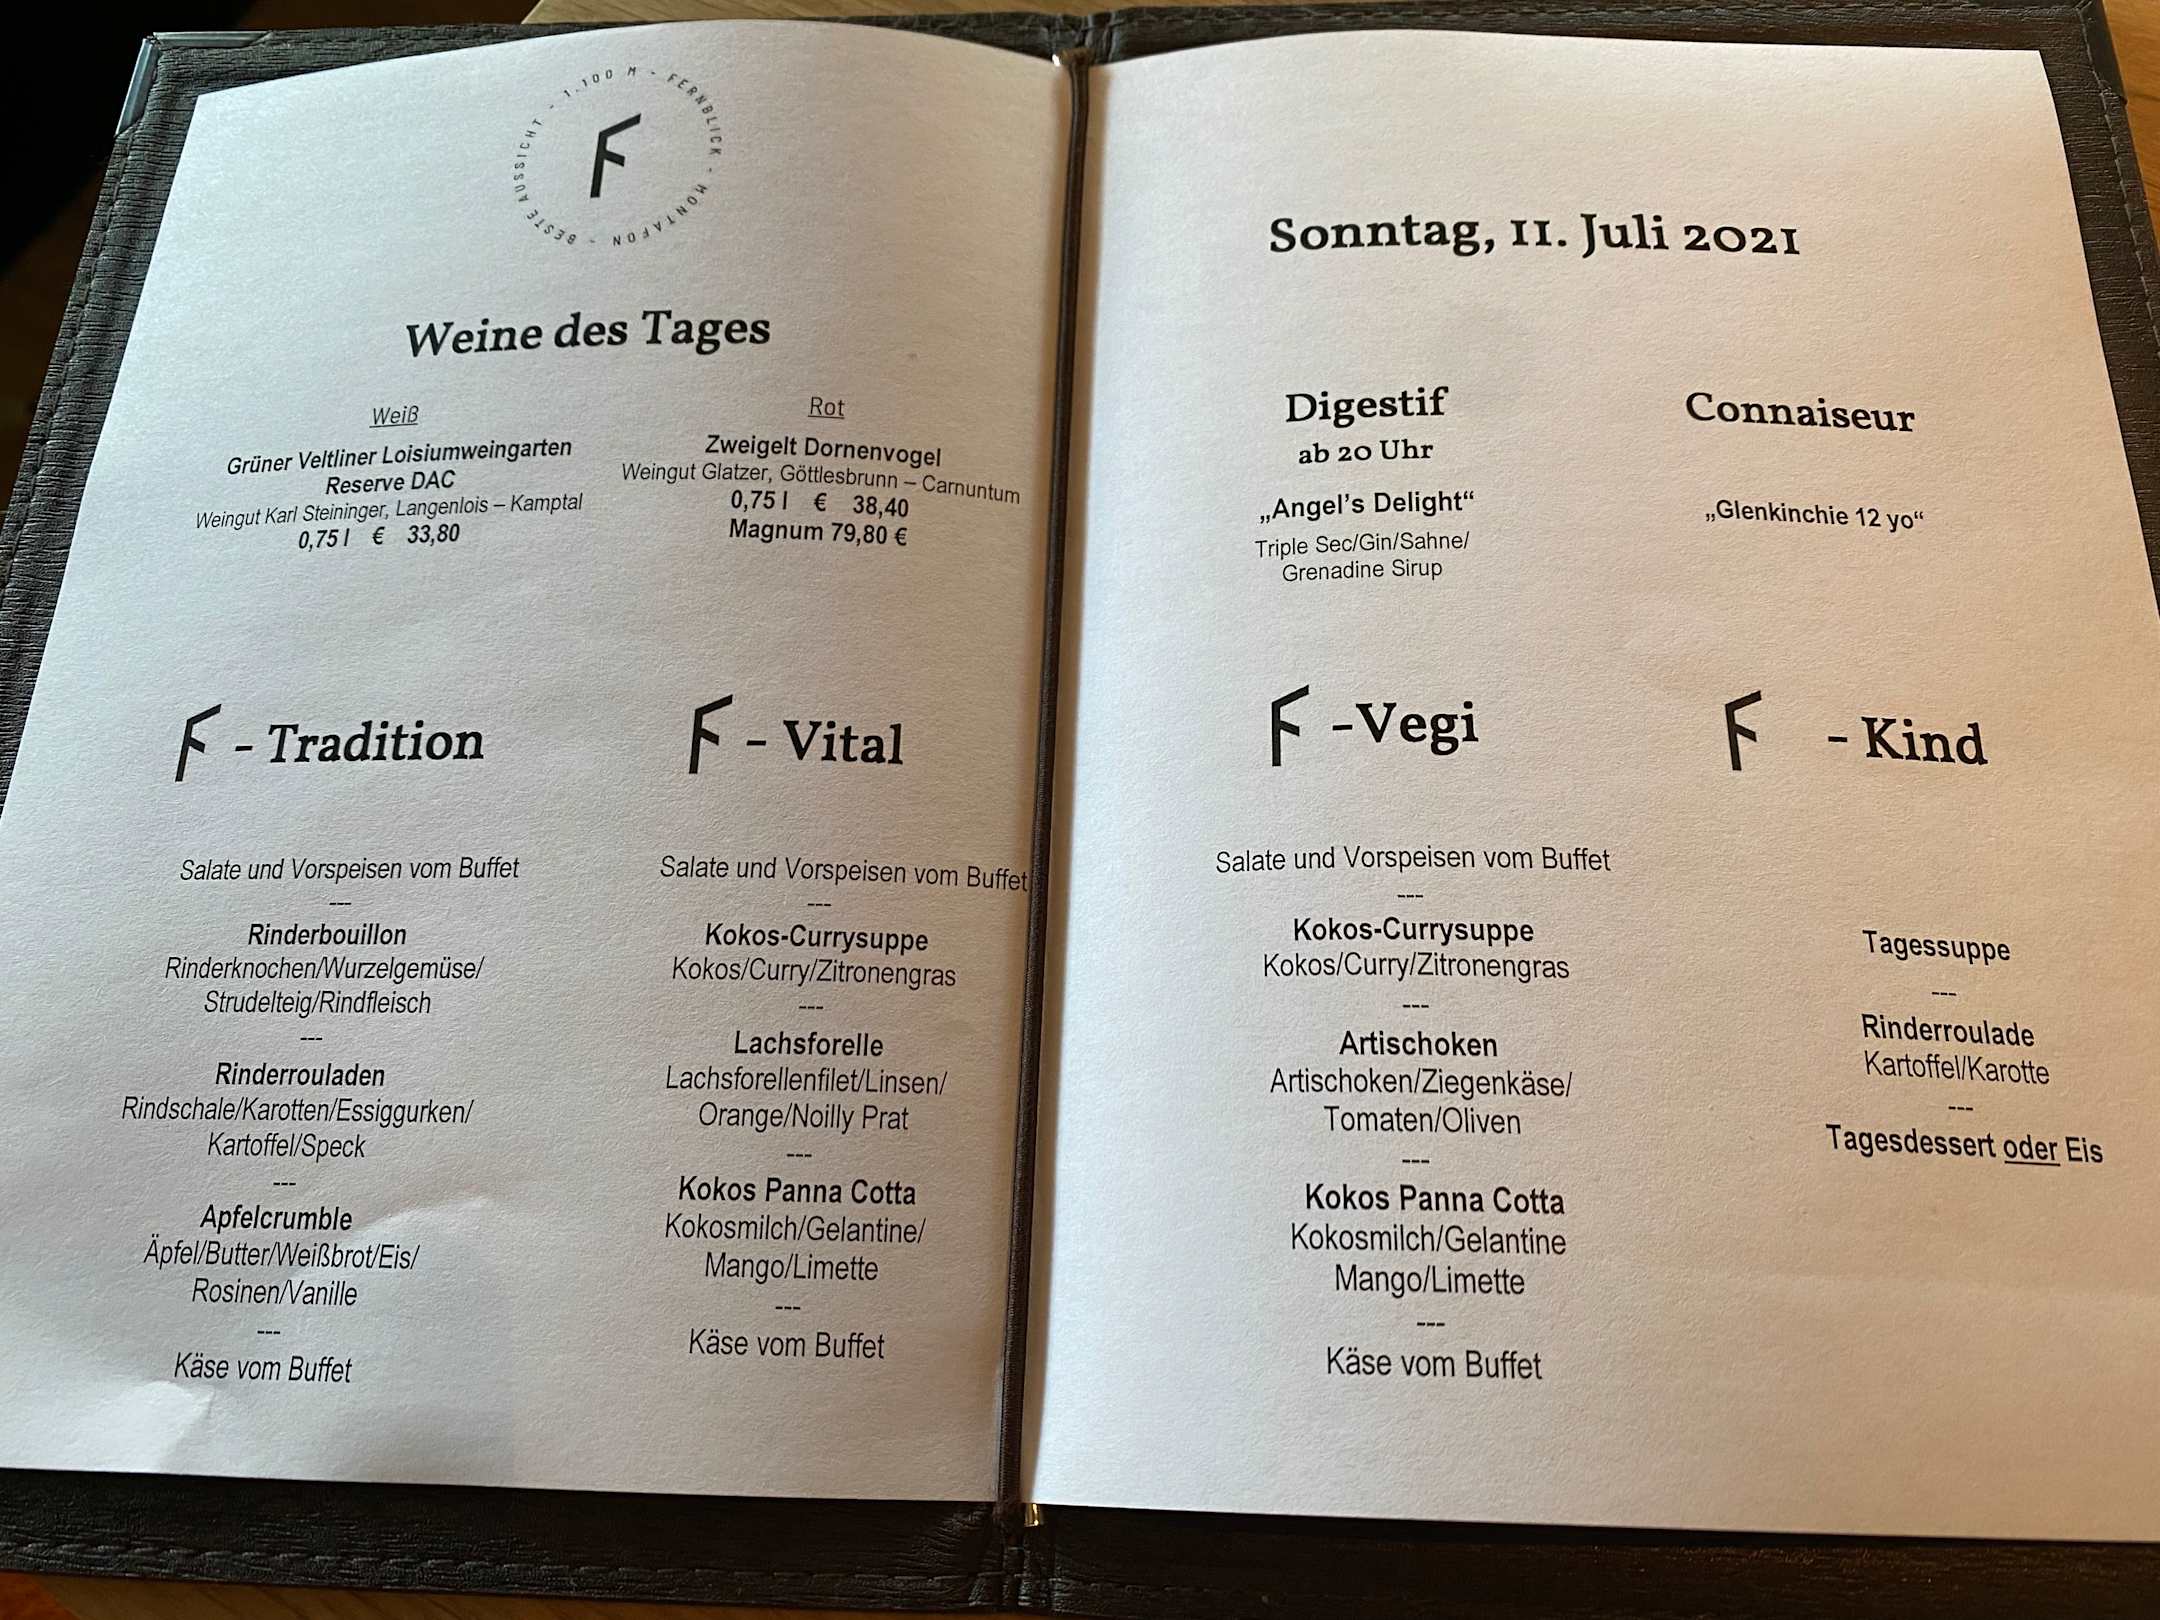 BESTE AUSSICHT - 1.100 M - FERNBLICK - MONTAFON -
F
Weine des Tages
Weiß
Grüner Veltliner Loisiumweingarten
Reserve DAC
Weingut Karl Steininger, Langenlois – Kamptal
0,75 l € 33,80
Rot
Zweigelt Dornenvogel
Weingut Glatzer, Göttlesbrunn – Carnuntum
0,75 l € 38,40
Magnum 79,80 €
F - Tradition
Salate und Vorspeisen vom Buffet
---
Rinderbouillon
Rinderknochen/Wurzelgemüse/
Strudelteig/Rindfleisch
---
Rinderrouladen
Rindschale/Karotten/Essiggurken/
Kartoffel/Speck
---
Apfelcrumble
Äpfel/Butter/Weißbrot/Eis/
Rosinen/Vanille
---
Käse vom Buffet
F - Vital
Salate und Vorspeisen vom Buffet
---
Kokos-Currysuppe
Kokos/Curry/Zitronengras
---
Lachsforelle
Lachsforellenfilet/Linsen/
Orange/Noilly Prat
---
Kokos Panna Cotta
Kokosmilch/Gelantine/
Mango/Limette
---
Käse vom Buffet
Sonntag, 11. Juli 2021
Digestif
ab 20 Uhr
„Angel’s Delight“
Triple Sec/Gin/Sahne/
Grenadine Sirup
Connaiseur
„Glenkinchie 12 yo“
F -Vegi
Salate und Vorspeisen vom Buffet
---
Kokos-Currysuppe
Kokos/Curry/Zitronengras
---
Artischoken
Artischoken/Ziegenkäse/
Tomaten/Oliven
---
Kokos Panna Cotta
Kokosmilch/Gelantine
Mango/Limette
---
Käse vom Buffet
F - Kind
Tagessuppe
---
Rinderroulade
Kartoffel/Karotte
---
Tagesdessert oder Eis